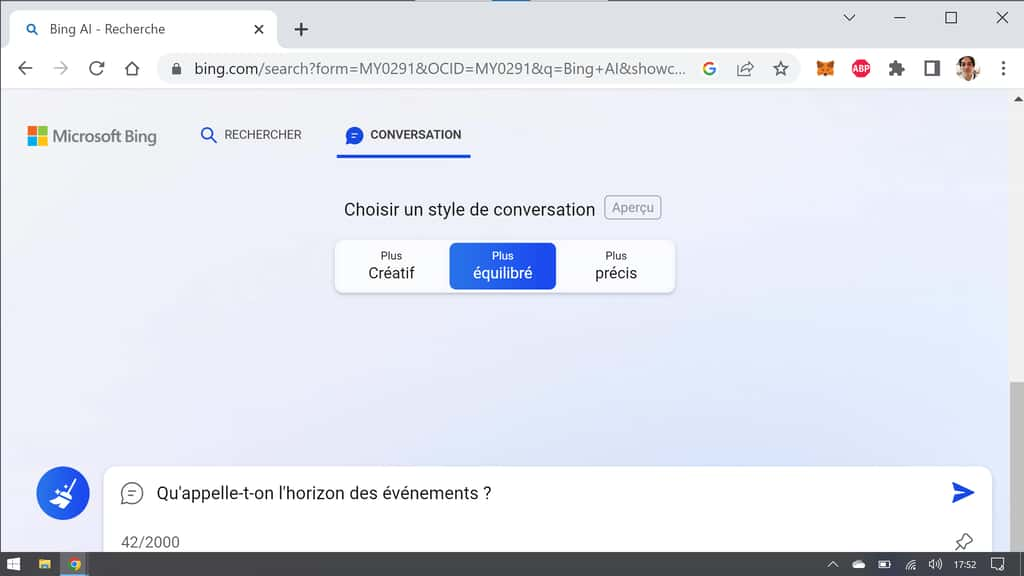 Bing AI - Recherche
bing.com/search?form=MY0291&OCID=MY0291&q=Bing+AI&showc...
ABP
Microsoft Bing
RECHERCHER
CONVERSATION
Choisir un style de conversation
Aperçu
Plus
Créatif
Plus
équilibré
Plus
précis
Qu'appelle-t-on l'horizon des événements ?
42/2000
17:52